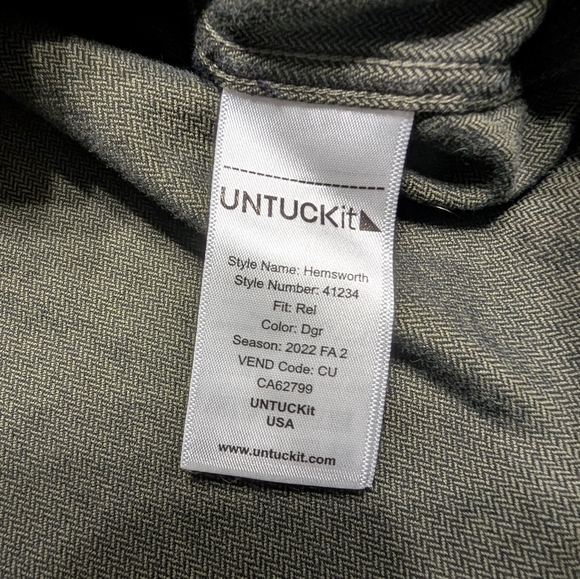 UNTUCKit
Style Name: Hemsworth
Style Number: 41234
Fit: Rel
Color: Dgr
Season: 2022 FA 2
VEND Code: CU
CA62799
UNTUCKit
USA
www.untuckit.com